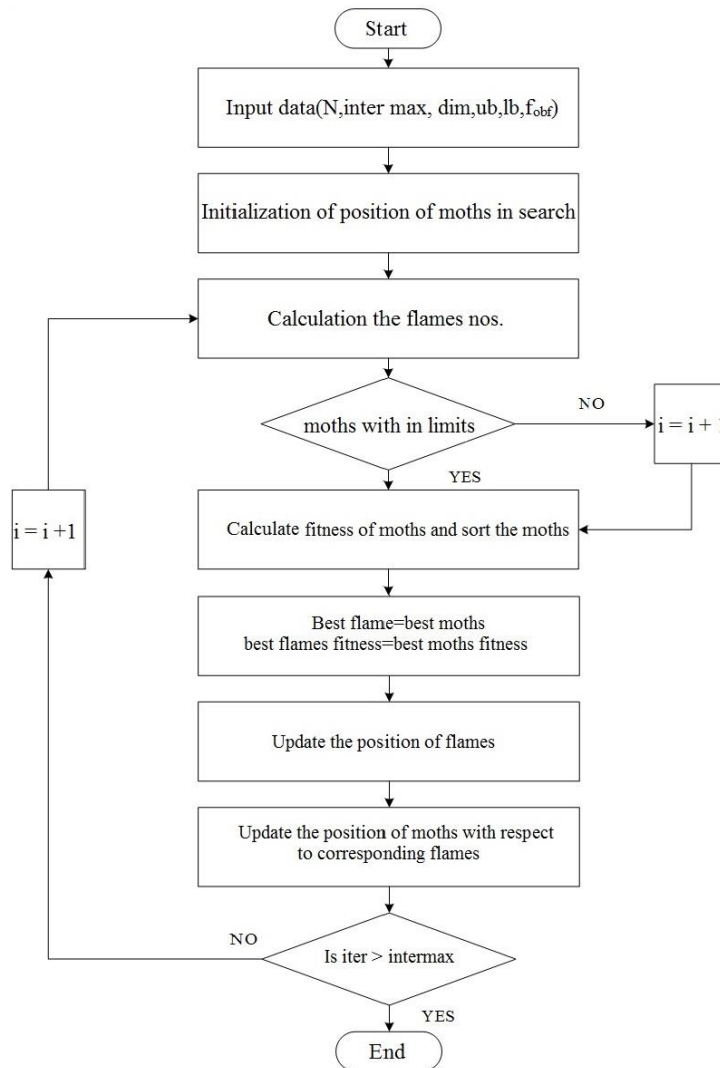 Start
Input data(N,inter max, dim,ub,lb,fobf)
Initialization of position of moths in search
Calculation the flames nos.
moths with in limits
NO
i = i +
YES
i = i +1
Calculate fitness of moths and sort the moths
Best flame=best moths
best flames fitness=best moths fitness
Update the position of flames
Update the position of moths with respect
to corresponding flames
NO
Is iter > intermax
YES
End